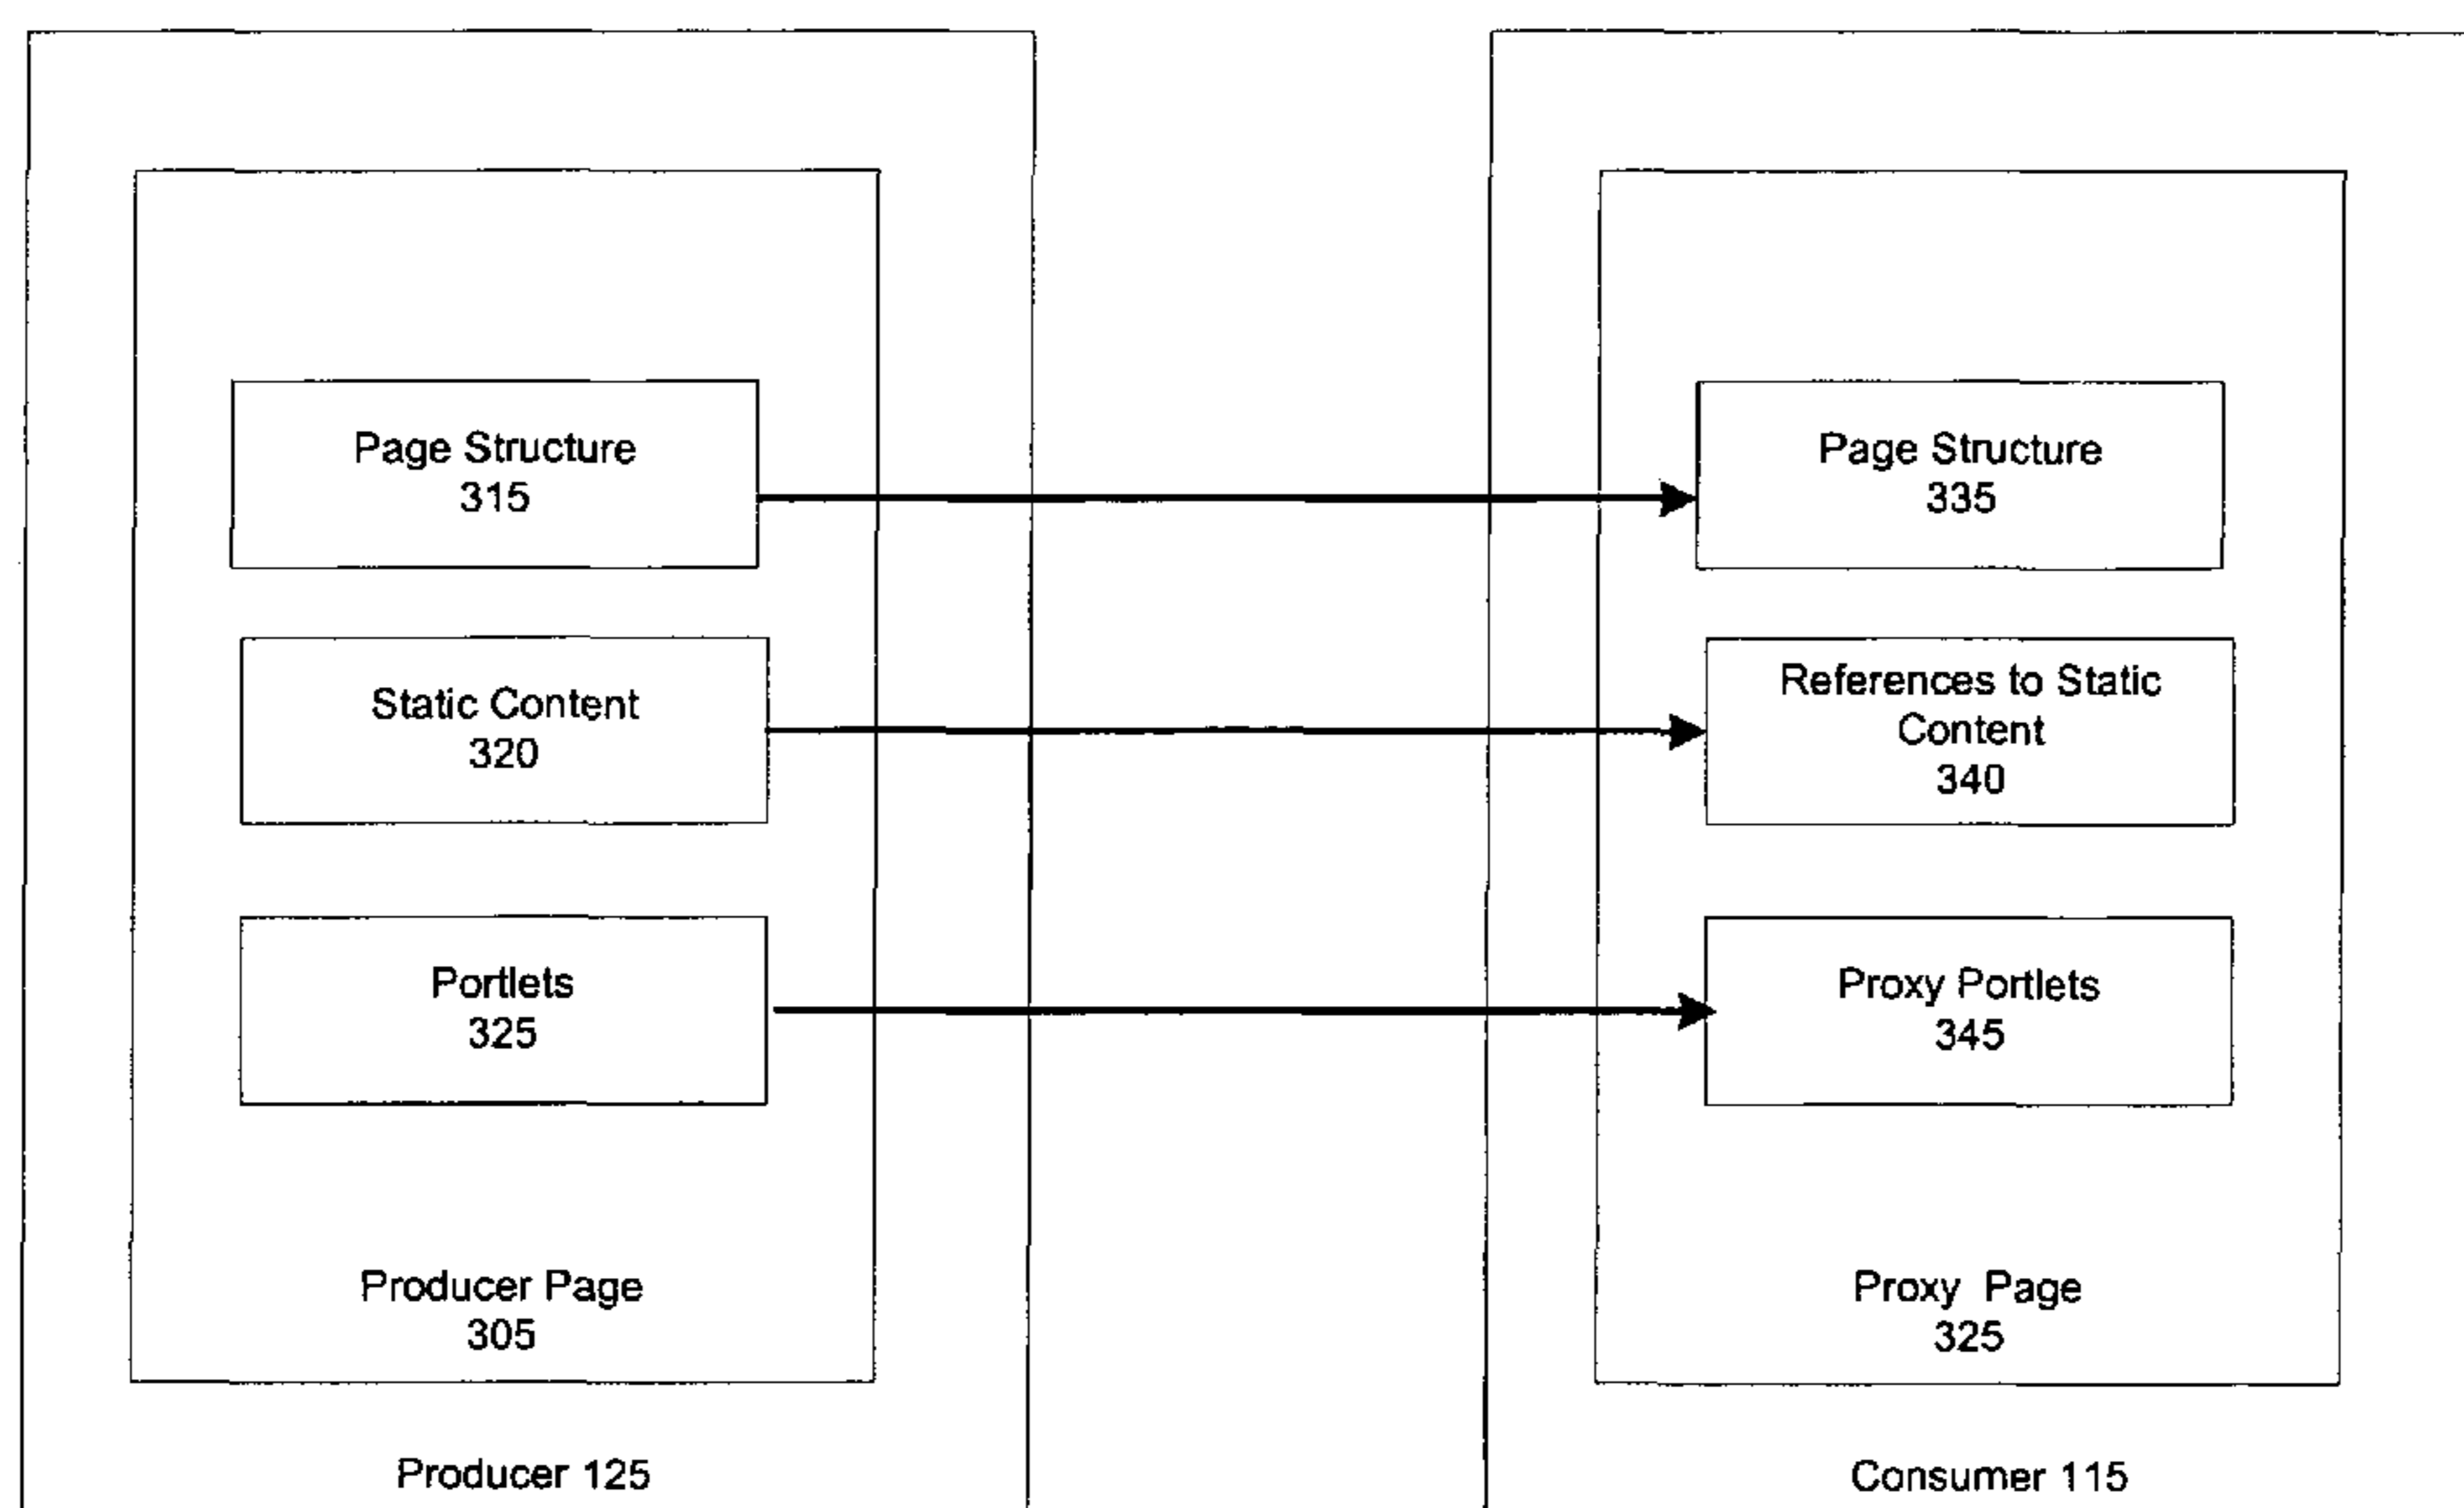 Page Structure
315
Static Content
320
Portlets
325
Producer Page
305
Producer 125
Page Structure
335
References to Static
Content
340
Proxy Portlets
345
Proxy Page
325
Consumer 115